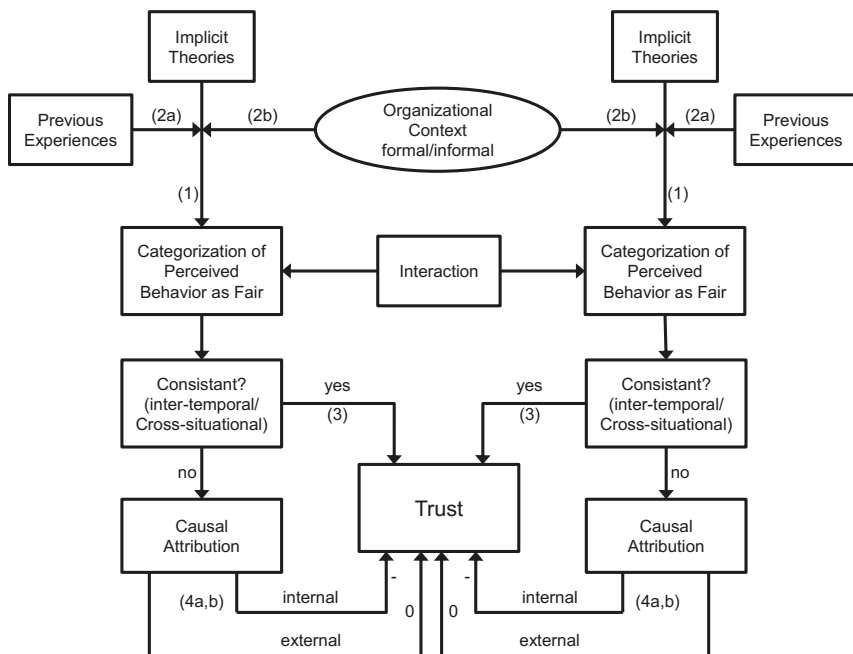 Implicit
Theories
Implicit
Theories
Previous
Experiences
(2a)
(2b)
Organizational
Context
formal/informal
(2b)
(2a)
Previous
Experiences
(1)
(1)
Categorization of
Perceived
Behavior as Fair
Interaction
Categorization of
Perceived
Behavior as Fair
Consistant?
(inter-temporal/
Cross-situational)
yes
(3)
yes
(3)
Consistant?
(inter-temporal/
Cross-situational)
no
no
Causal
Attribution
Trust
Causal
Attribution
(4a,b)
internal
-
0
0
-
internal
(4a,b)
external
external